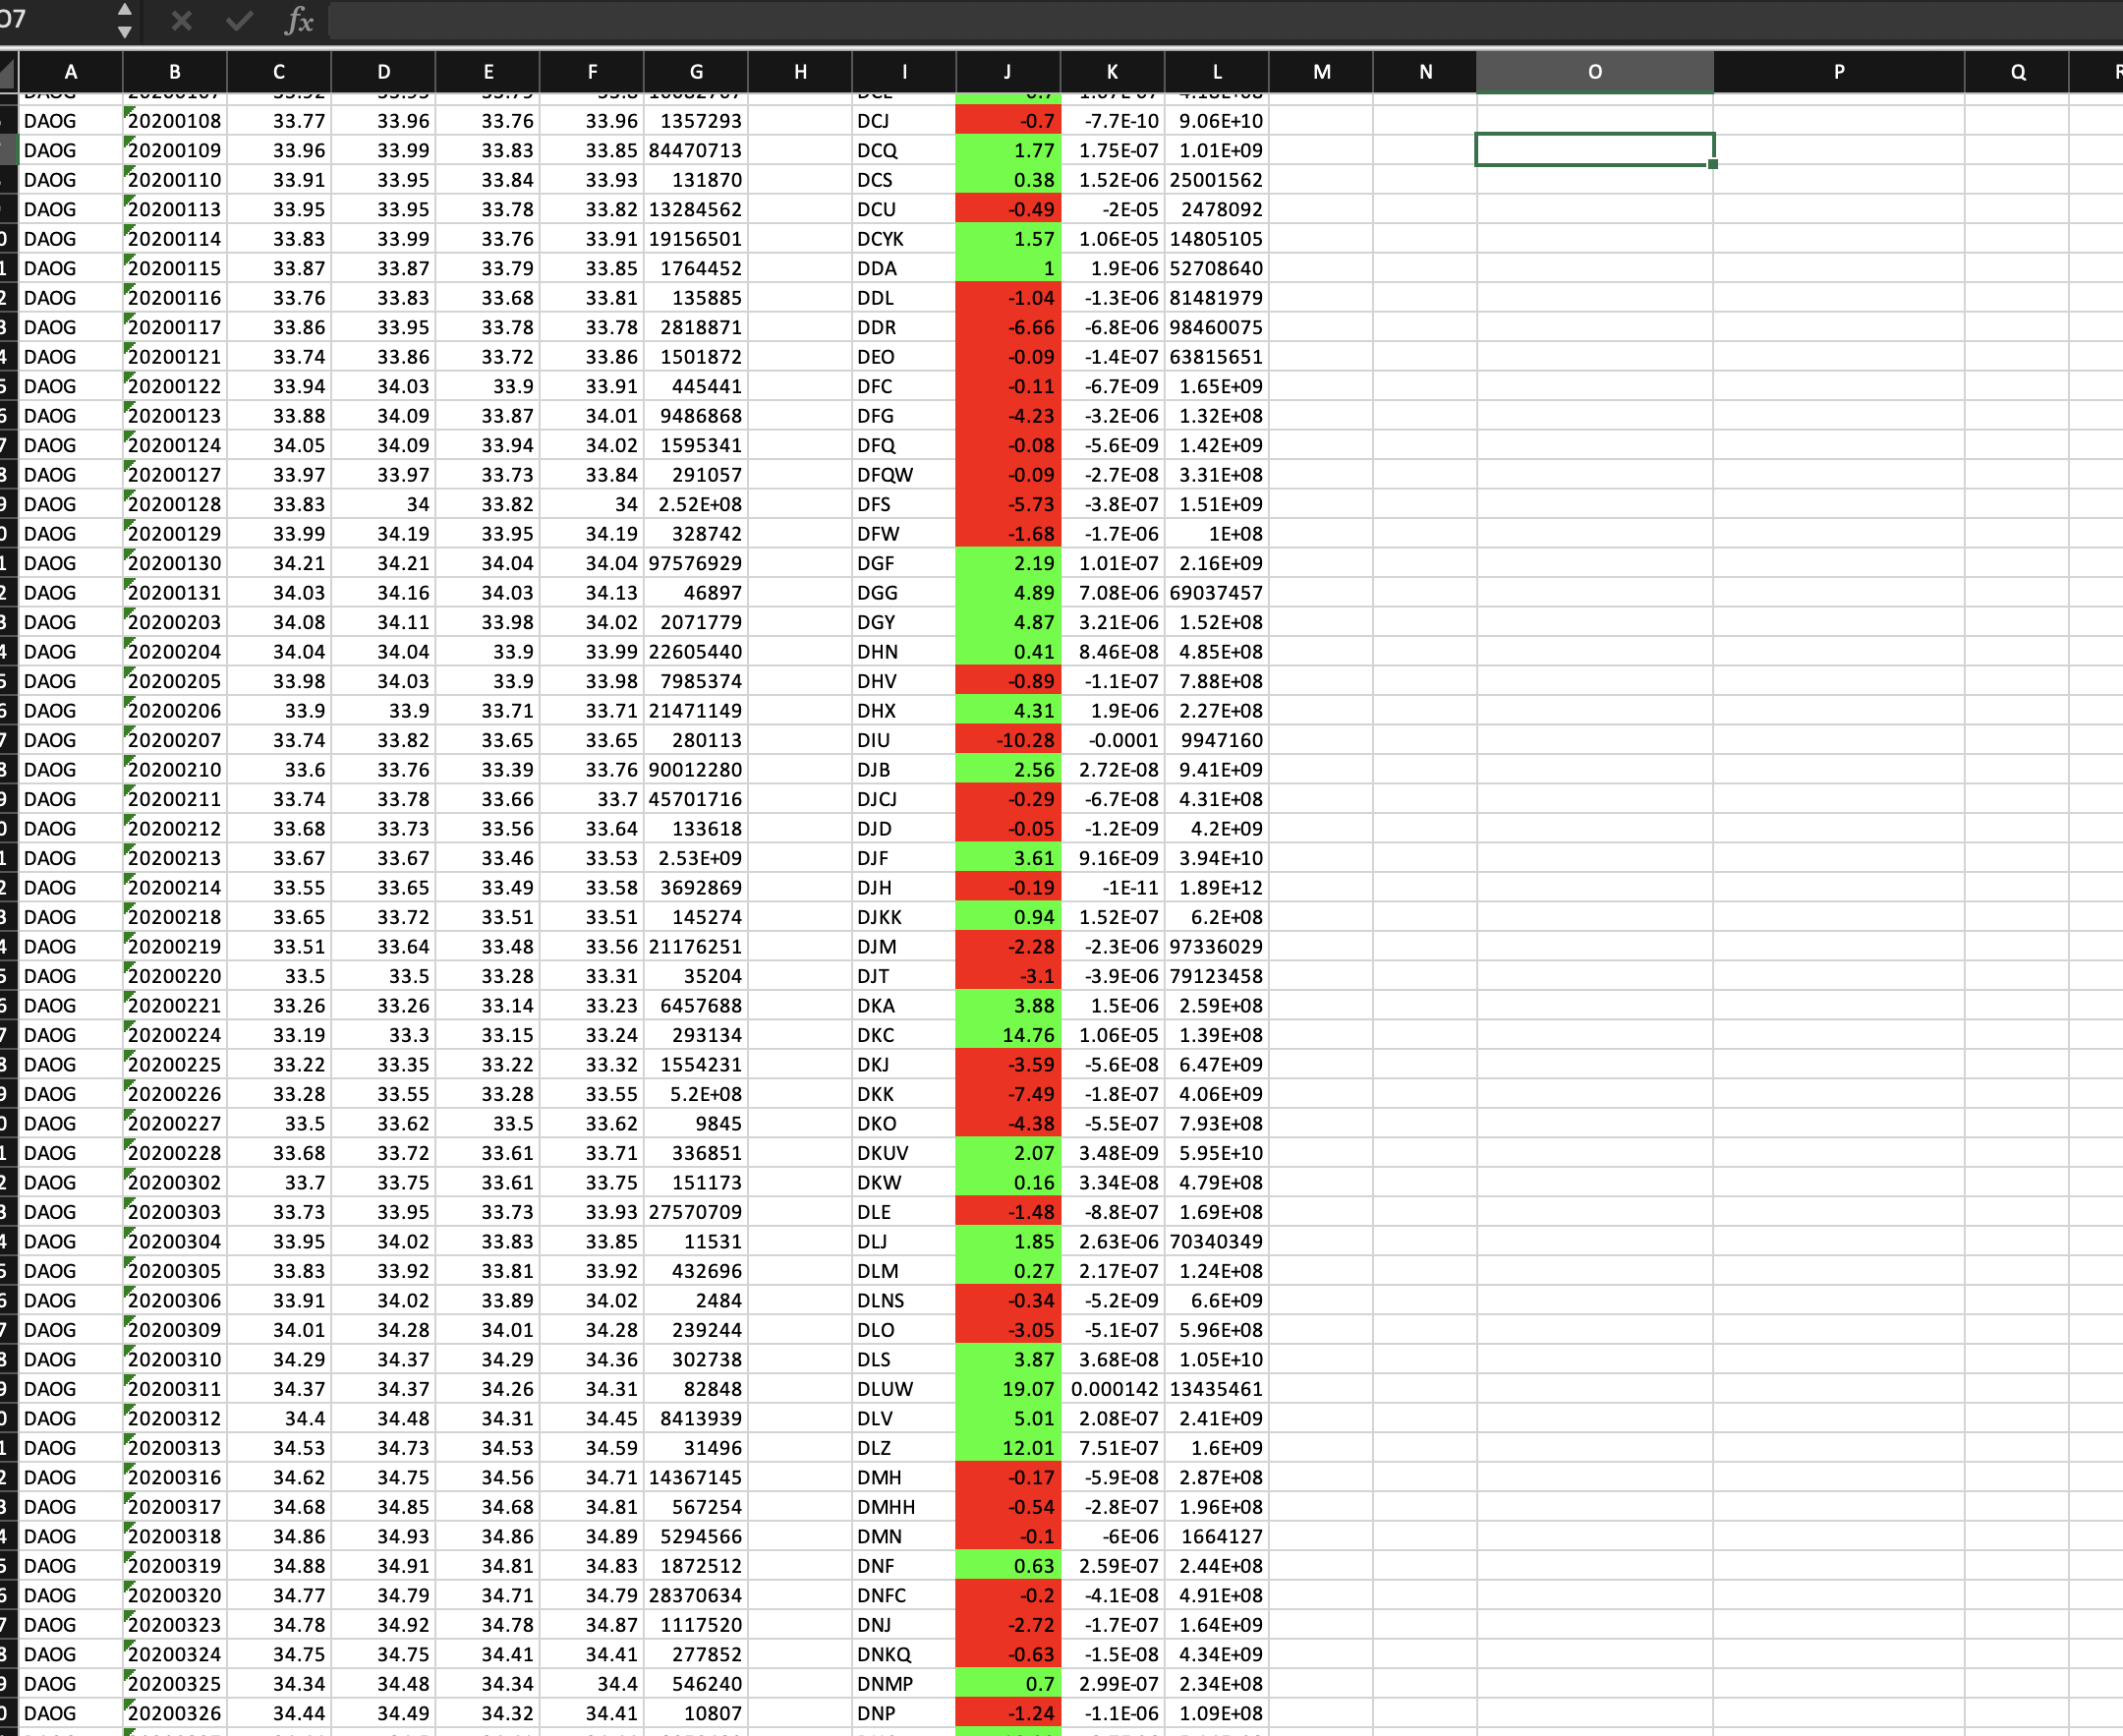 O7 fx
A B C D E F G H I J K L M N O P Q
DAOG 20200108 33.77 33.96 33.76 33.96 1357293 DCJ -0.7 -7.7E-10 9.06E+10
DAOG 20200109 33.96 33.99 33.83 33.85 84470713 DCQ 1.77 1.75E-07 1.01E+09
DAOG 20200110 33.91 33.95 33.84 33.93 131870 DCS 0.38 1.52E-06 25001562
DAOG 20200113 33.95 33.95 33.78 33.82 13284562 DCU -0.49 -2E-05 2478092
DAOG 20200114 33.83 33.99 33.76 33.91 19156501 DCYK 1.57 1.06E-05 14805105
DAOG 20200115 33.87 33.87 33.79 33.85 1764452 DDA 1 1.9E-06 52708640
DAOG 20200116 33.76 33.83 33.68 33.81 135885 DDL -1.04 -1.3E-06 81481979
DAOG 20200117 33.86 33.95 33.78 33.78 2818871 DDR -6.66 -6.8E-06 98460075
DAOG 20200121 33.74 33.86 33.72 33.86 1501872 DEO -0.09 -1.4E-07 63815651
DAOG 20200122 33.94 34.03 33.9 33.91 445441 DFC -0.11 -6.7E-09 1.65E+09
DAOG 20200123 33.88 34.09 33.87 34.01 9486868 DFG -4.23 -3.2E-06 1.32E+08
DAOG 20200124 34.05 34.09 33.94 34.02 1595341 DFQ -0.08 -5.6E-09 1.42E+09
DAOG 20200127 33.97 33.97 33.73 33.84 291057 DFQW -0.09 -2.7E-08 3.31E+08
DAOG 20200128 33.83 34 33.82 34 2.52E+08 DFS -5.73 -3.8E-07 1.51E+09
DAOG 20200129 33.99 34.19 33.95 34.19 328742 DFW -1.68 -1.7E-06 1E+08
DAOG 20200130 34.21 34.21 34.04 34.04 97576929 DGF 2.19 1.01E-07 2.16E+09
DAOG 20200131 34.03 34.16 34.03 34.13 46897 DGG 4.89 7.08E-06 69037457
DAOG 20200203 34.08 34.11 33.98 34.02 2071779 DGY 4.87 3.21E-06 1.52E+08
DAOG 20200204 34.04 34.04 33.9 33.99 22605440 DHN 0.41 8.46E-08 4.85E+08
DAOG 20200205 33.98 34.03 33.9 33.98 7985374 DHV -0.89 -1.1E-07 7.88E+08
DAOG 20200206 33.9 33.9 33.71 33.71 21471149 DHX 4.31 1.9E-06 2.27E+08
DAOG 20200207 33.74 33.82 33.65 33.65 280113 DIU -10.28 -0.0001 9947160
DAOG 20200210 33.6 33.76 33.39 33.76 90012280 DJB 2.56 2.72E-08 9.41E+09
DAOG 20200211 33.74 33.78 33.66 33.7 45701716 DJCJ -0.29 -6.7E-08 4.31E+08
DAOG 20200212 33.68 33.73 33.56 33.64 133618 DJD -0.05 -1.2E-09 4.2E+09
DAOG 20200213 33.67 33.67 33.46 33.53 2.53E+09 DJF 3.61 9.16E-09 3.94E+10
DAOG 20200214 33.55 33.65 33.49 33.58 3692869 DJH -0.19 -1E-11 1.89E+12
DAOG 20200218 33.65 33.72 33.51 33.51 145274 DJKK 0.94 1.52E-07 6.2E+08
DAOG 20200219 33.51 33.64 33.48 33.56 21176251 DJM -2.28 -2.3E-06 97336029
DAOG 20200220 33.5 33.5 33.28 33.31 35204 DJT -3.1 -3.9E-06 79123458
DAOG 20200221 33.26 33.26 33.14 33.23 6457688 DKA 3.88 1.5E-06 2.59E+08
DAOG 20200224 33.19 33.3 33.15 33.24 293134 DKC 14.76 1.06E-05 1.39E+08
DAOG 20200225 33.22 33.35 33.22 33.32 1554231 DKJ -3.59 -5.6E-08 6.47E+09
DAOG 20200226 33.28 33.55 33.28 33.55 5.2E+08 DKK -7.49 -1.8E-07 4.06E+09
DAOG 20200227 33.5 33.62 33.5 33.62 9845 DKO -4.38 -5.5E-07 7.93E+08
DAOG 20200228 33.68 33.72 33.61 33.71 336851 DKUV 2.07 3.48E-09 5.95E+10
DAOG 20200302 33.7 33.75 33.61 33.75 151173 DKW 0.16 3.34E-08 4.79E+08
DAOG 20200303 33.73 33.95 33.73 33.93 27570709 DLE -1.48 -8.8E-07 1.69E+08
DAOG 20200304 33.95 34.02 33.83 33.85 11531 DLJ 1.85 2.63E-06 70340349
DAOG 20200305 33.83 33.92 33.81 33.92 432696 DLM 0.27 2.17E-07 1.24E+08
DAOG 20200306 33.91 34.02 33.89 34.02 2484 DLNS -0.34 -5.2E-09 6.6E+09
DAOG 20200309 34.01 34.28 34.01 34.28 239244 DLO -3.05 -5.1E-07 5.96E+08
DAOG 20200310 34.29 34.37 34.29 34.36 302738 DLS 3.87 3.68E-08 1.05E+10
DAOG 20200311 34.37 34.37 34.26 34.31 82848 DLUW 19.07 0.000142 13435461
DAOG 20200312 34.4 34.48 34.31 34.45 8413939 DLV 5.01 2.08E-07 2.41E+09
DAOG 20200313 34.53 34.73 34.53 34.59 31496 DLZ 12.01 7.51E-07 1.6E+09
DAOG 20200316 34.62 34.75 34.56 34.71 14367145 DMH -0.17 -5.9E-08 2.87E+08
DAOG 20200317 34.68 34.85 34.68 34.81 567254 DMHH -0.54 -2.8E-07 1.96E+08
DAOG 20200318 34.86 34.93 34.86 34.89 5294566 DMN -0.1 -6E-06 1664127
DAOG 20200319 34.88 34.91 34.81 34.83 1872512 DNF 0.63 2.59E-07 2.44E+08
DAOG 20200320 34.77 34.79 34.71 34.79 28370634 DNFC -0.2 -4.1E-08 4.91E+08
DAOG 20200323 34.78 34.92 34.78 34.87 1117520 DNJ -2.72 -1.7E-07 1.64E+09
DAOG 20200324 34.75 34.75 34.41 34.41 277852 DNKQ -0.63 -1.5E-08 4.34E+09
DAOG 20200325 34.34 34.48 34.34 34.4 546240 DNMP 0.7 2.99E-07 2.34E+08
DAOG 20200326 34.44 34.49 34.32 34.41 10807 DNP -1.24 -1.1E-06 1.09E+08